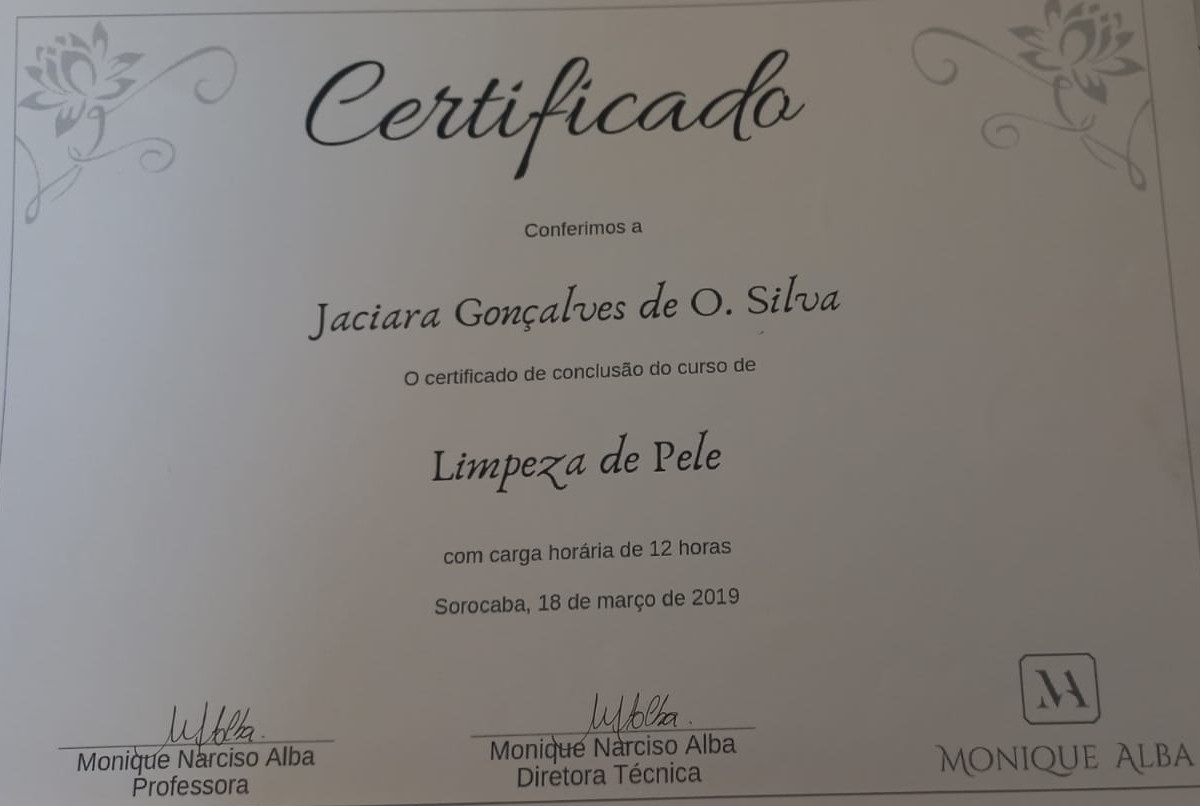 Certificado
Conferimos a
Jaciara Gonçalves de O. Silva
O certificado de conclusão do curso de
Limpeza de Pele
com carga horária de 12 horas
Sorocaba, 18 de março de 2019
Monique Narciso Alba
Professora
Monique Narciso Alba
Diretora Técnica
MA
MONIQUE ALBA